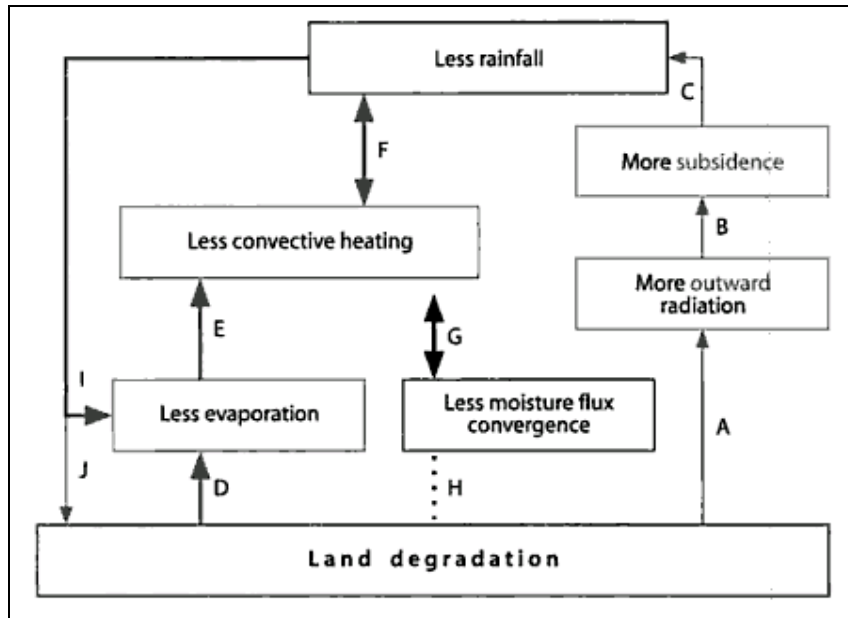 Less rainfall
C
F
More subsidence
Less convective heating
B
More outward
radiation
E
G
I
Less evaporation
Less moisture flux
convergence
A
J
D
H
Land degradation